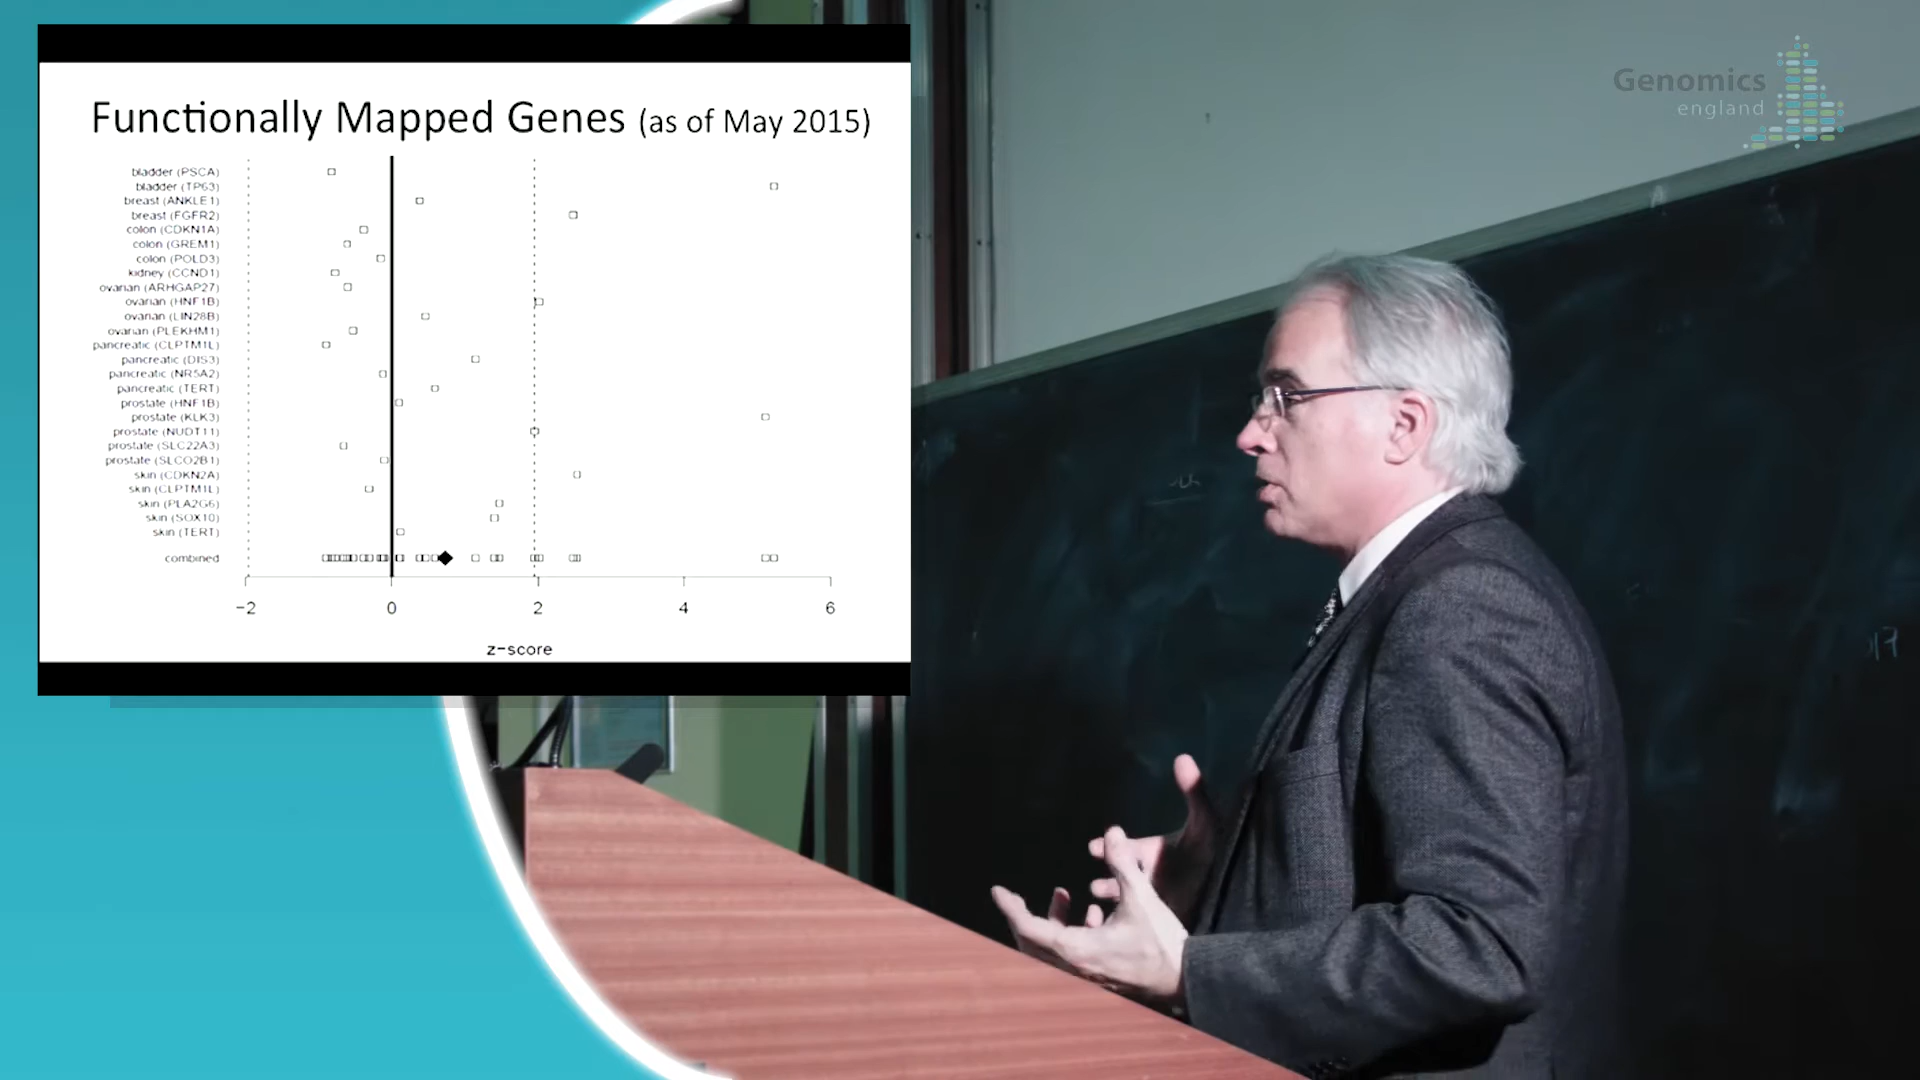 Functionally Mapped Genes (as of May 2015)
bladder (PSCA)
bladder (TP63)
breast (ANKLE1)
breast (FGFR2)
colon (CDKN1A)
colon (GREM1)
colon (POLD3)
kidney (CCND1)
ovarian (ARHGAP27)
ovarian (HNF1B)
ovarian (LIN28B)
ovarian (PLEKHM1)
pancreatic (CLPTM1L)
pancreatic (DIS3)
pancreatic (NR5A2)
pancreatic (TERT)
prostate (HNF1B)
prostate (KLK3)
prostate (NUDT11)
prostate (SLC22A3)
prostate (SLCO2B1)
skin (CDKN2A)
skin (CLPTM1L)
skin (PLA2G6)
skin (SOX10)
skin (TERT)
combined
−2 0 2 4 6
z−score
Genomics
england